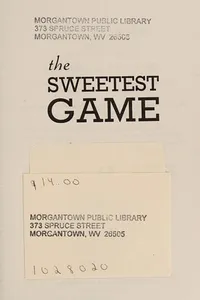 MORGANTOWN PUBLIC LIBRARY
373 SPRUCE STREET
MORGANTOWN, WV 26505
the
SWEETEST
GAME
$14.00
MORGANTOWN PUBLIC LIBRARY
373 SPRUCE STREET
MORGANTOWN, WV 26505
1028020